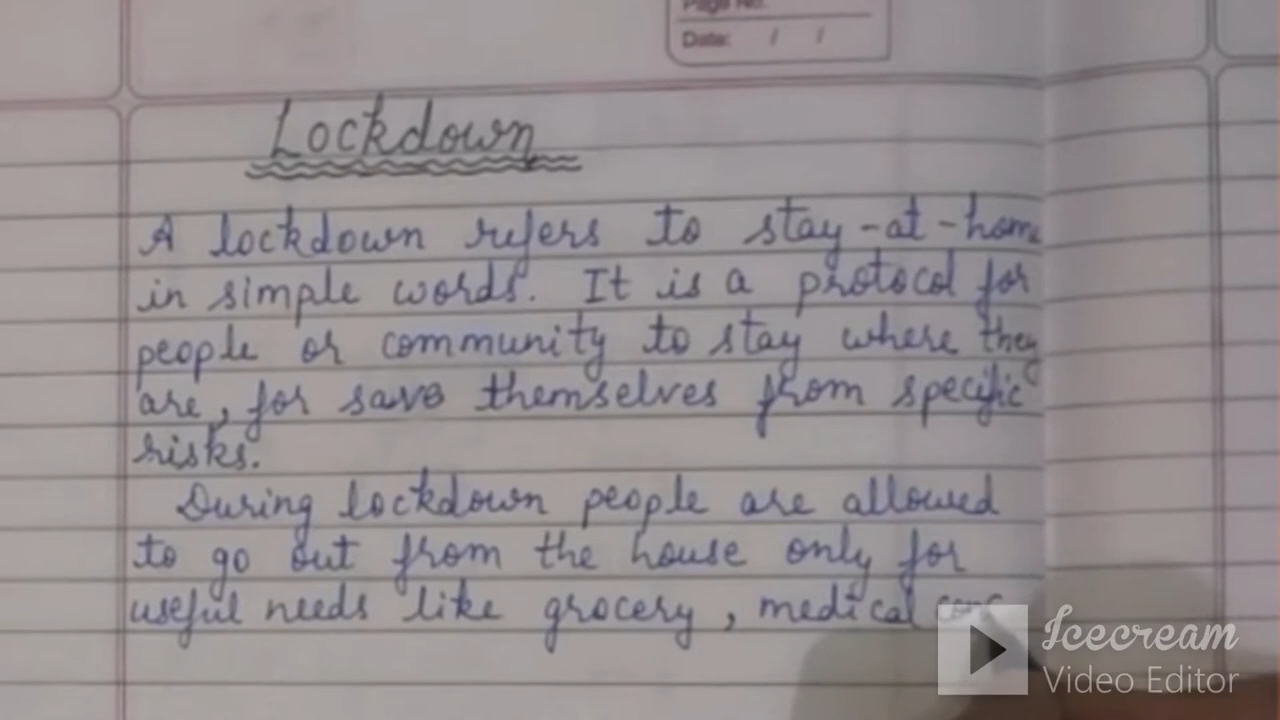 Page No.
Date: / /
Lockdown
A lockdown refers to stay-at-home
in simple words. It is a protocol for
people or community to stay where they
are, for save themselves from specific
risks.
During lockdown people are allowed
to go out from the house only for
useful needs like grocery, medical
Icecream
Video Editor